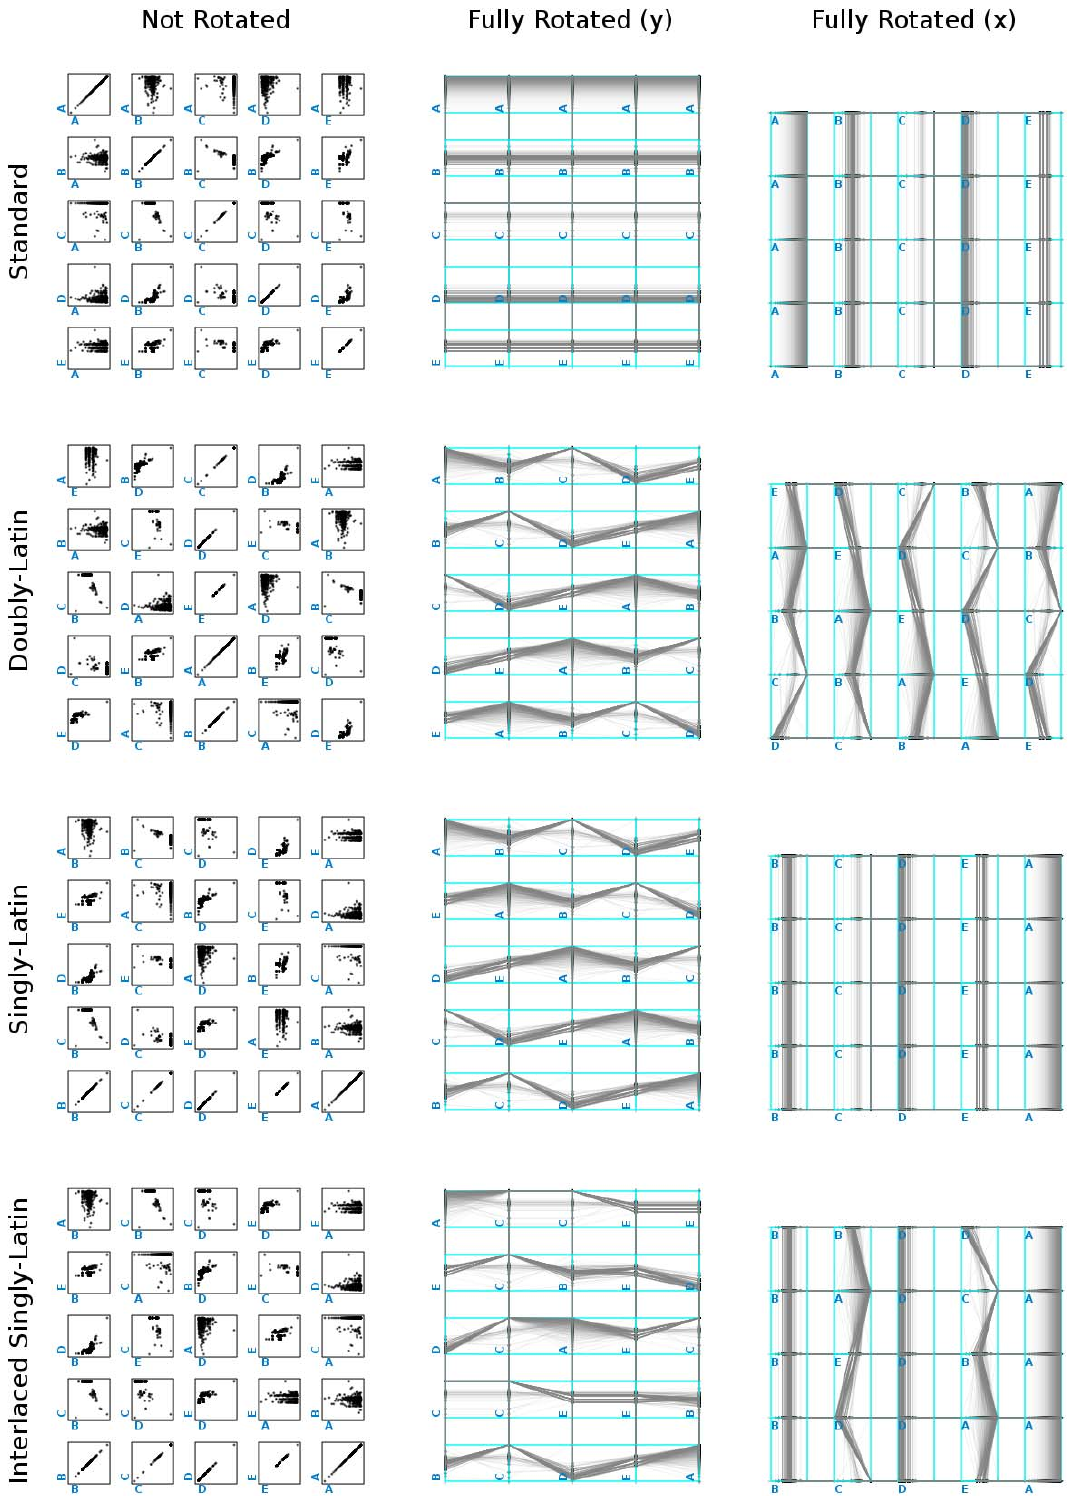 Not Rotated
Fully Rotated (y)
Fully Rotated (x)
Standard
A A A A A
A B C D E
B B B B B
A B C D E
C C C C C
A B C D E
D D D D D
A B C D E
E E E E E
A B C D E
A A A A A
B B B B B
C C C C C
D D D D D
E E E E E
A B C D E
A B C D E
A B C D E
A B C D E
A B C D E
Doubly-Latin
A B C D E
E D C B A
B C D E A
A E D C B
C D E A B
B A E D C
D E A B C
C B A E D
E A B C D
D C B A E
A B C D E
B C D E A
C D E A B
D E A B C
E A B C D
E D C B A
A E D C B
B A E D C
C B A E D
D C B A E
Singly-Latin
A B C D E
B C D E A
E A B C D
B C D E A
D E A B C
B C D E A
C D E A B
B C D E A
B C D E A
B C D E A
A B C D E
E A B C D
D E A B C
C D E A B
B C D E A
B C D E A
B C D E A
B C D E A
B C D E A
B C D E A
Interlaced Singly-Latin
A C C E E
B B D D A
E C B E D
B A D C A
D C A E C
B E D B A
C C E E B
B D D A A
B C D E A
B C D E A
A C C E E
E C B E D
D C A E C
C C E E B
B C D E A
B B D D A
B A D C A
B E D B A
B D D A A
B C D E A